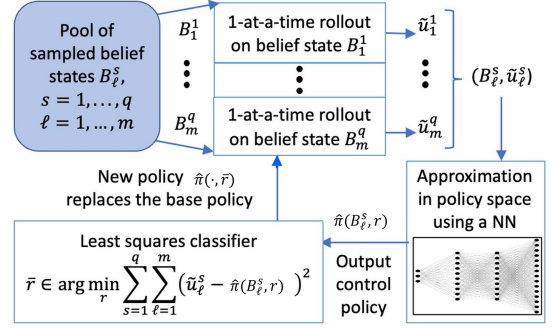 Pool of
sampled belief
states $B_\ell^s$,
$s = 1, \ldots, q$
$\ell = 1, \ldots, m$
$B_1^1$
1-at-a-time rollout
on belief state $B_1^1$
$\tilde{u}_1^1$
$B_m^q$
1-at-a-time rollout
on belief state $B_m^q$
$\tilde{u}_m^q$
$(B_\ell^s, \tilde{u}_\ell^s)$
Approximation
in policy space
using a NN
$\hat{\pi}(B_\ell^s, r)$
Output
control
policy
New policy $\hat{\pi}(\cdot, \bar{r})$
replaces the base policy
Least squares classifier
$\bar{r} \in \arg\min_r \sum_{s=1}^{q} \sum_{\ell=1}^{m} (\tilde{u}_\ell^s - \hat{\pi}(B_\ell^s, r))^2$